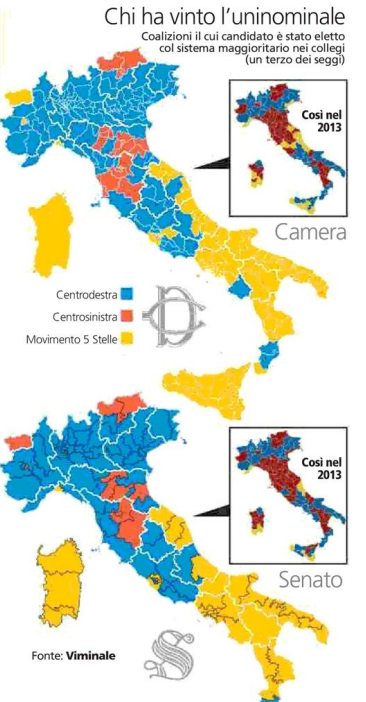 Chi ha vinto l'uninominale
Coalizioni il cui candidato è stato eletto
col sistema maggioritario nei collegi
(un terzo dei seggi)
Così nel
2013
Camera
Centrodestra
Centrosinistra
Movimento 5 Stelle
CD
Così nel
2013
Senato
Fonte: Viminale
S